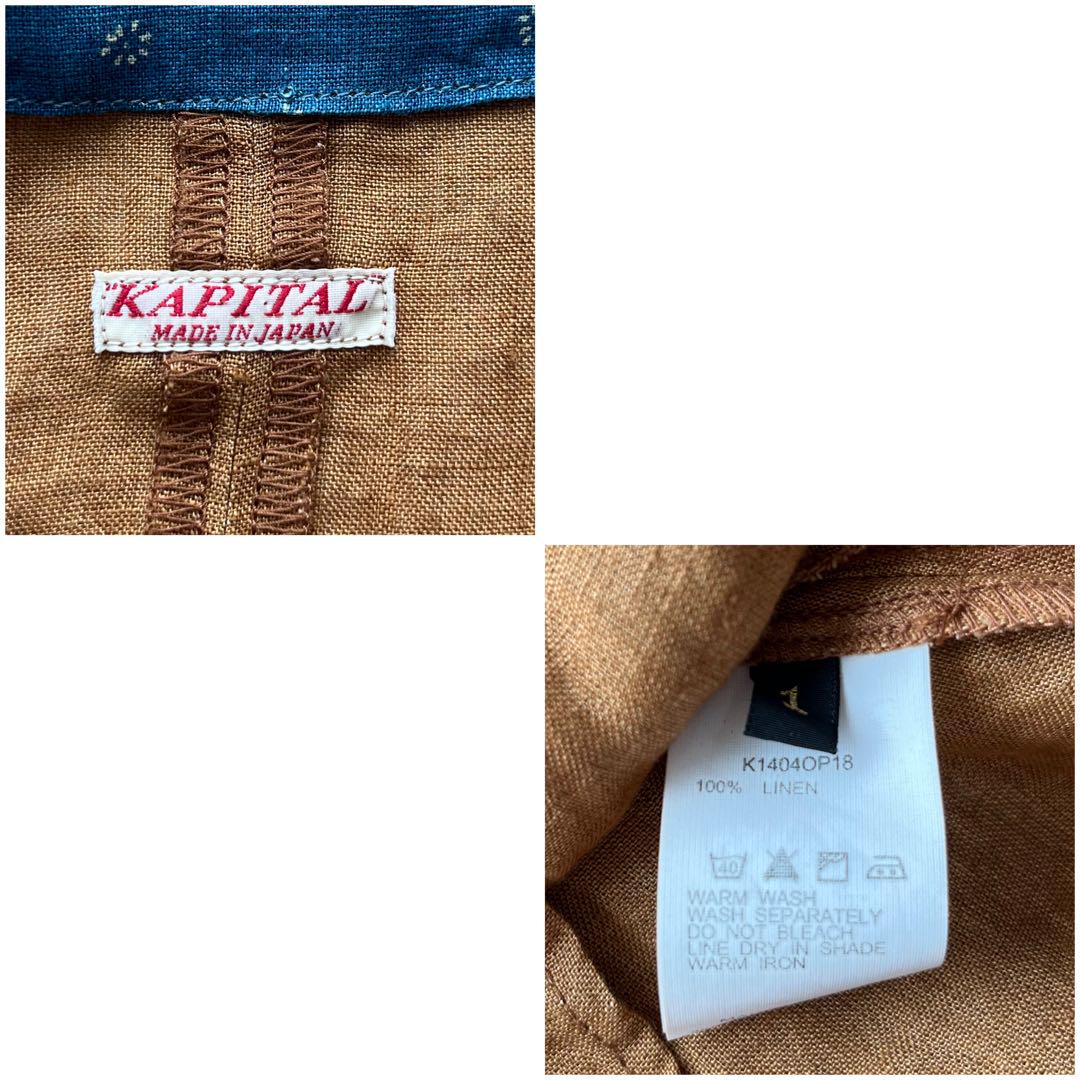 "KAPITAL"
MADE IN JAPAN
K1404OP18
100% LINEN
40
WARM WASH
WASH SEPARATELY
DO NOT BLEACH
LINE DRY IN SHADE
WARM IRON